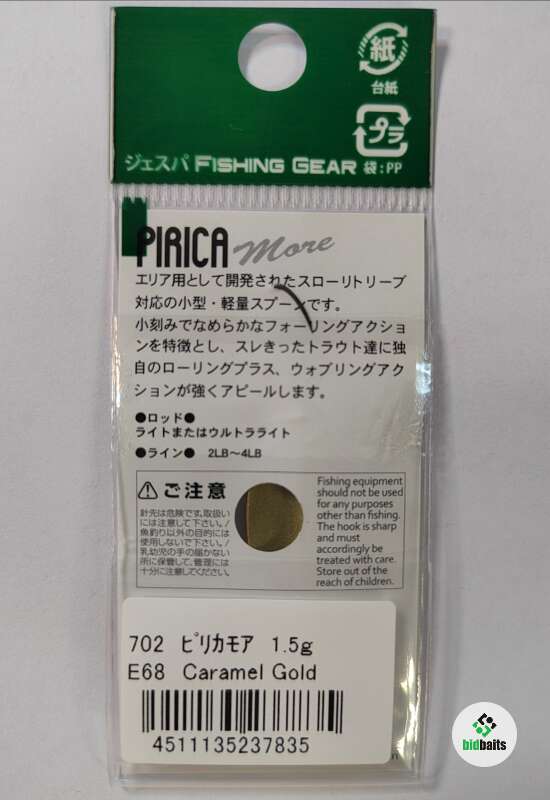 紙
台紙
プラ
ジェスパ FISHING GEAR 袋:PP
PIRICA more
エリア用として開発されたスローリトリーブ
対応の小型・軽量スプーンです。
小刻みでなめらかなフォーリングアクショ
ンを特徴とし、スレきったトラウト達に独
自のローリングプラス、ウォブリングアク
ションが強くアピールします。
●ロッド●
ライトまたはウルトラライト
●ライン● 2LB〜4LB
ご注意
針先は危険です。取扱い
には注意して下さい。/
魚釣り以外の目的には
使用しないで下さい。/
乳幼児の手の届かない
所に保管して、管理には
十分に注意してください。
Fishing equipment
should not be used
for any purposes
other than fishing.
The hook is sharp
and must
accordingly be
treated with care.
Store out of the
reach of children.
702 ピリカモア 1.5g
E68 Caramel Gold
4511135237835
bidbaits